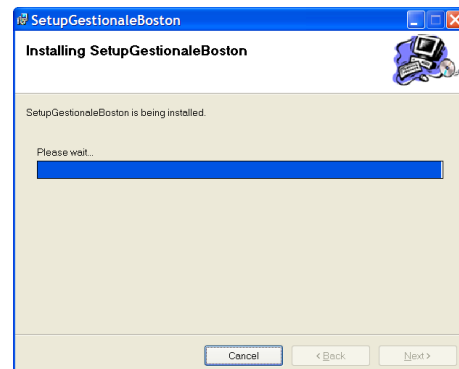 SetupGestionaleBoston
Installing SetupGestionaleBoston
SetupGestionaleBoston is being installed.
Please wait...
Cancel
< Back
Next >